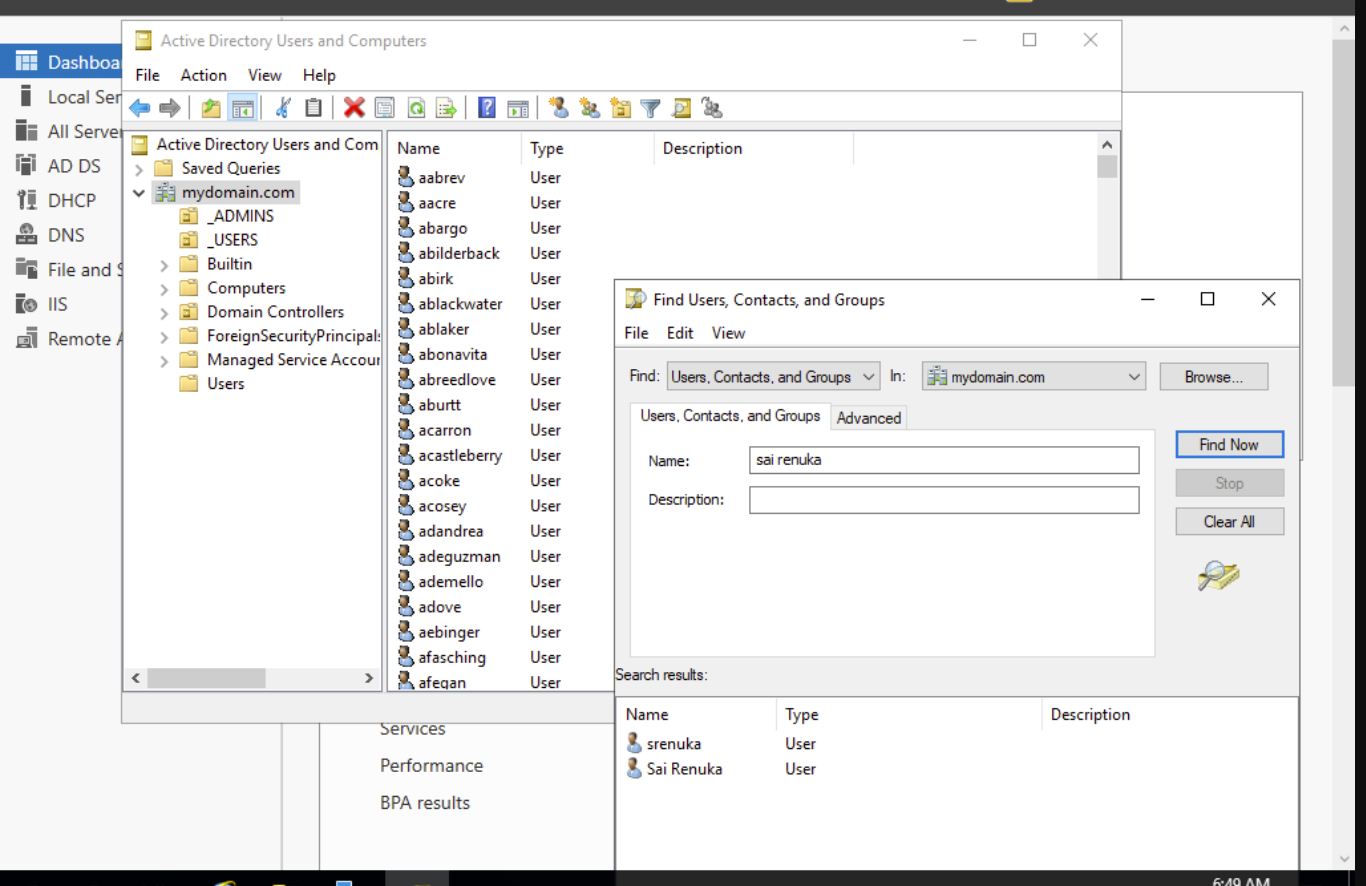 Active Directory Users and Computers
File Action View Help
Dashboa
Local Ser
All Server
AD DS
DHCP
DNS
File and S
IIS
Remote A
Active Directory Users and Com
Saved Queries
mydomain.com
_ADMINS
_USERS
Builtin
Computers
Domain Controllers
ForeignSecurityPrincipals
Managed Service Accour
Users
Name Type Description
aabrev User
aacre User
abargo User
abilderback User
abirk User
ablackwater User
ablaker User
abonavita User
abreedlove User
aburtt User
acarron User
acastleberry User
acoke User
acosey User
adandrea User
adeguzman User
ademello User
adove User
aebinger User
afasching User
afegan User
Services
Performance
BPA results
Find Users, Contacts, and Groups
File Edit View
Find: Users, Contacts, and Groups In: mydomain.com Browse...
Users, Contacts, and Groups Advanced
Name: sai renuka
Description:
Find Now
Stop
Clear All
Search results:
Name Type Description
srenuka User
Sai Renuka User
6:49 AM